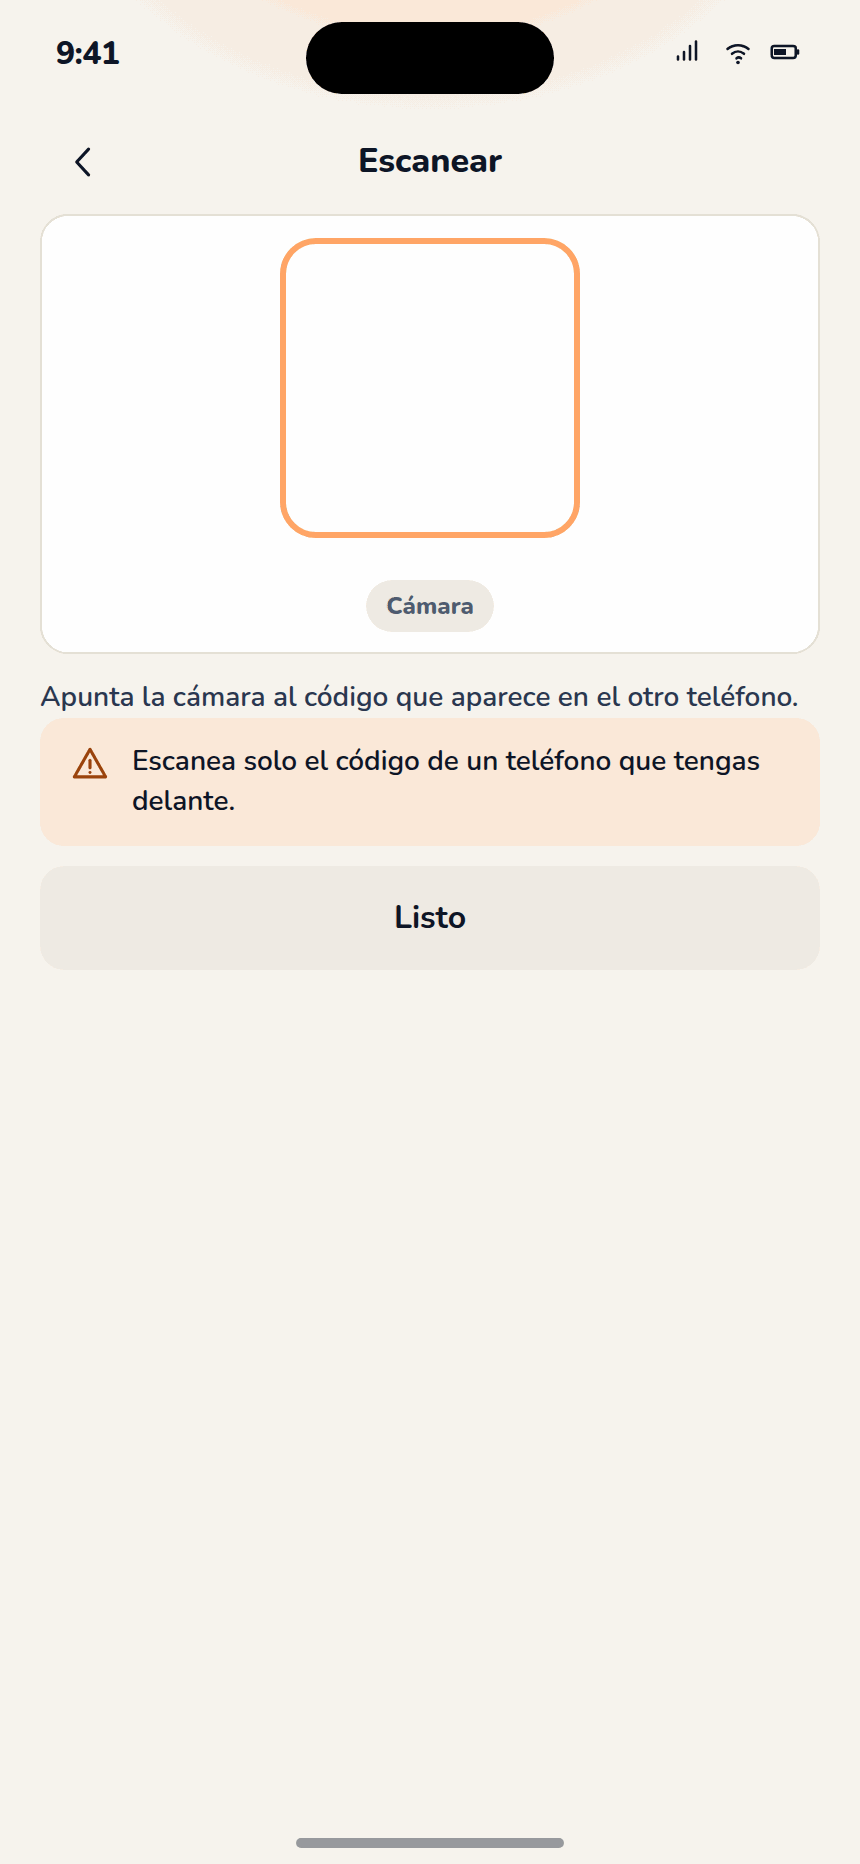 9:41
Escanear
Cámara
Apunta la cámara al código que aparece en el otro teléfono.
Escanea solo el código de un teléfono que tengas
delante.
Listo